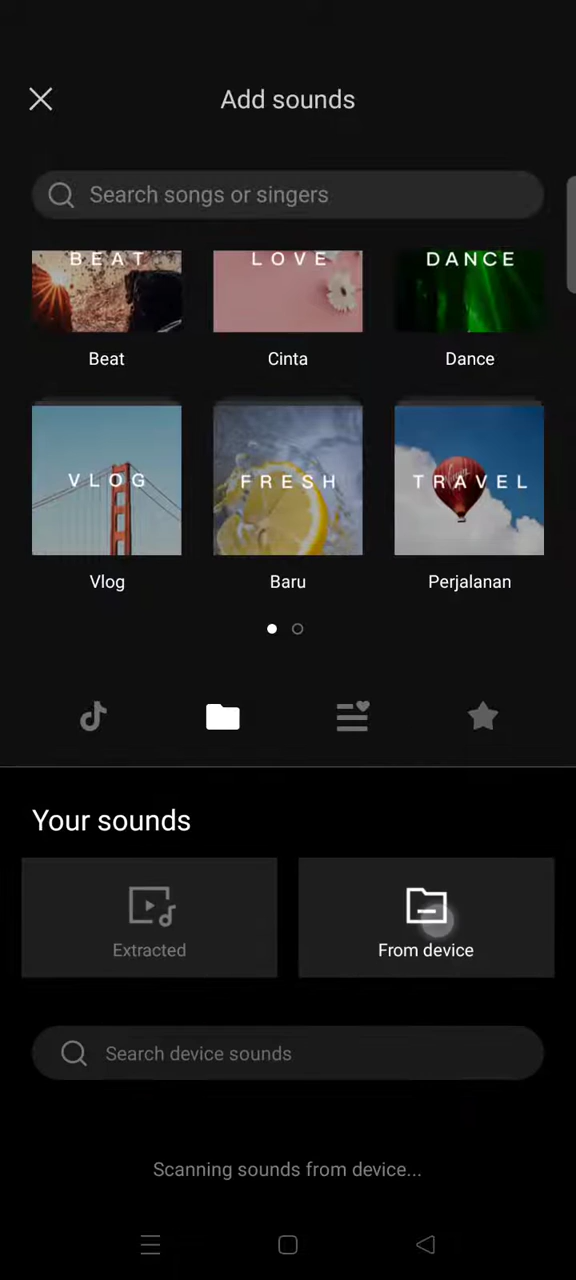 Add sounds
Search songs or singers
BEAT
LOVE
DANCE
Beat
Cinta
Dance
VLOG
FRESH
TRAVEL
Vlog
Baru
Perjalanan
Your sounds
Extracted
From device
Search device sounds
Scanning sounds from device...